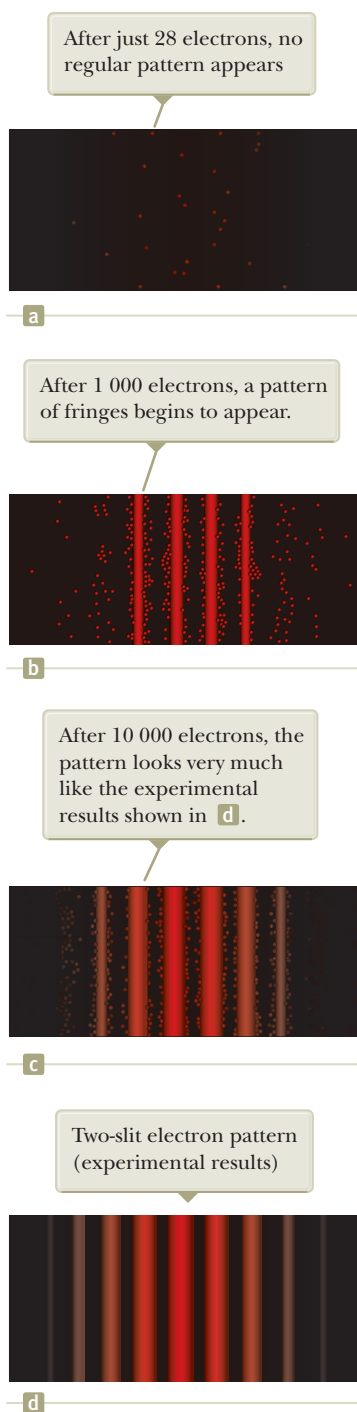 After just 28 electrons, no
regular pattern appears
a
After 1 000 electrons, a pattern
of fringes begins to appear.
b
After 10 000 electrons, the
pattern looks very much
like the experimental
results shown in d.
c
Two-slit electron pattern
(experimental results)
d